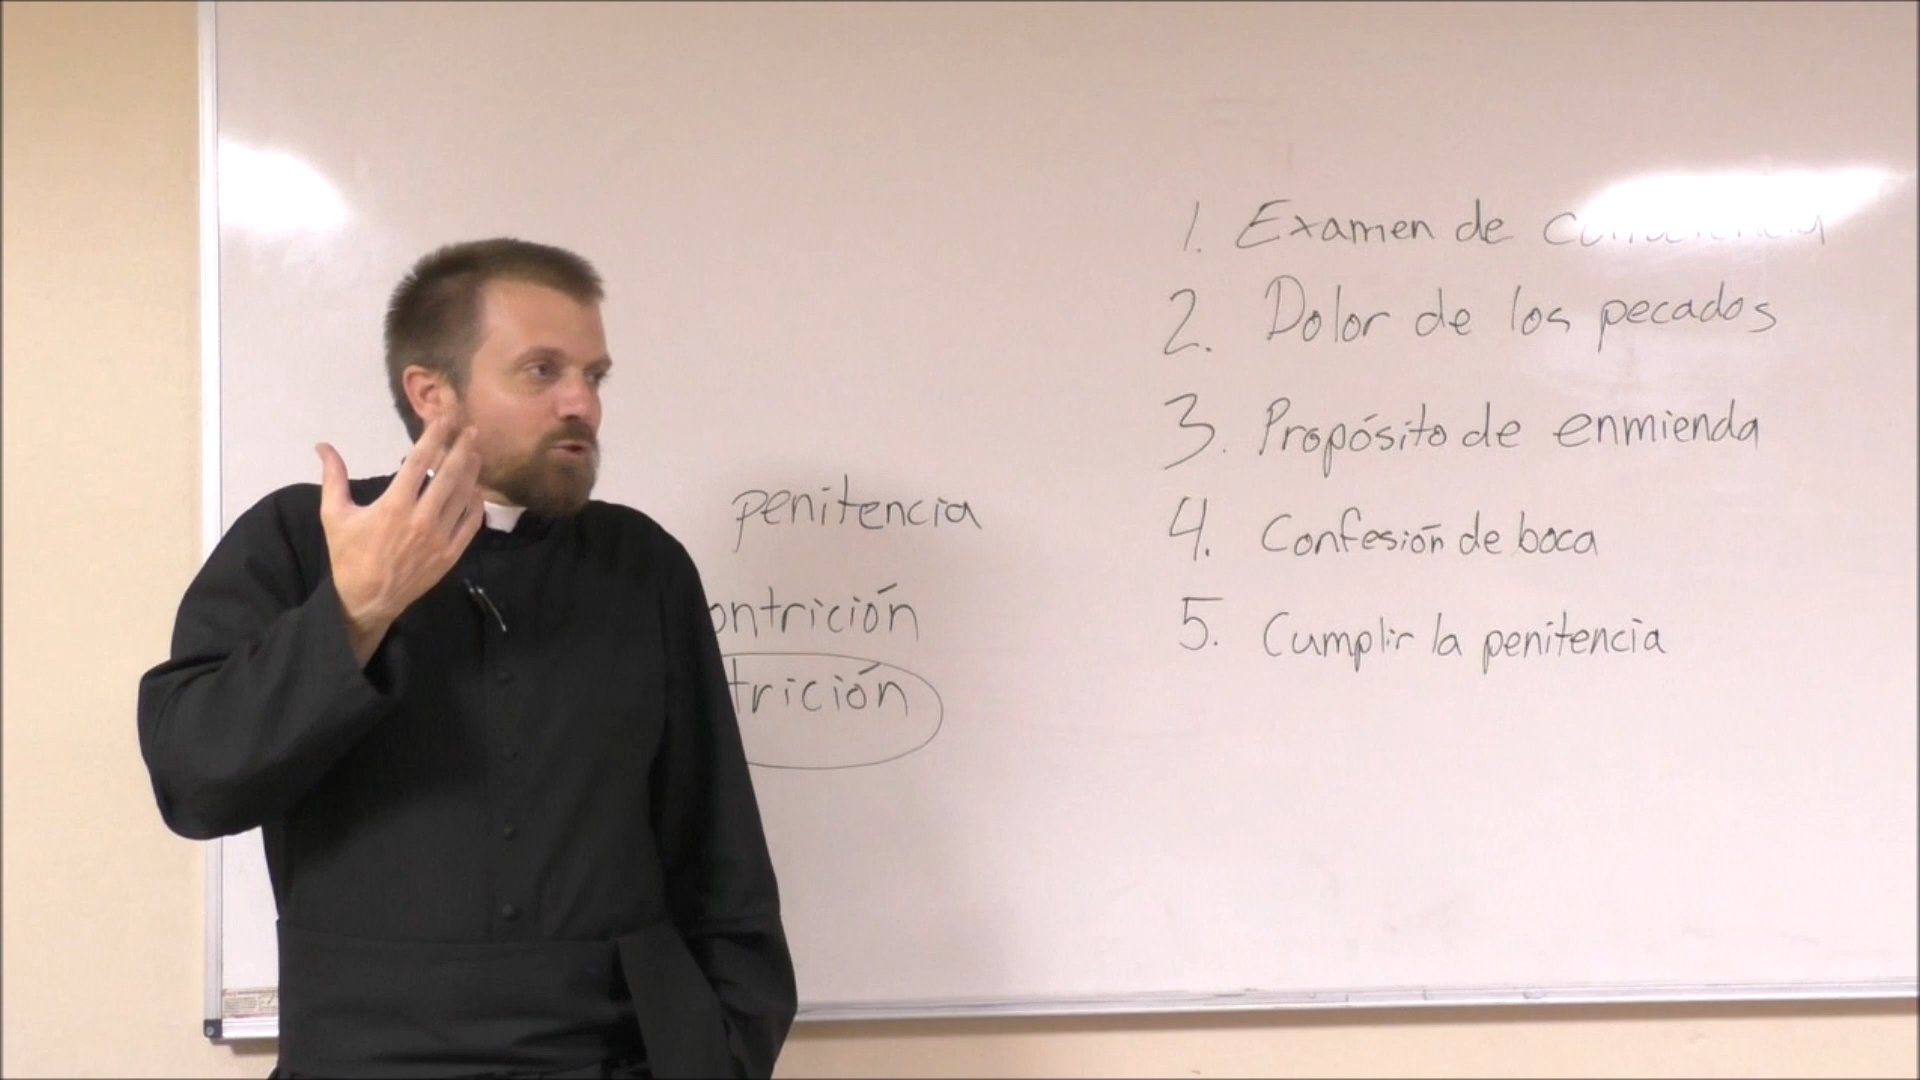 penitencia
ontrición
trición
1. Examen de
2. Dolor de los pecados
3. Propósito de enmienda
4. Confesión de boca
5. Cumplir la penitencia